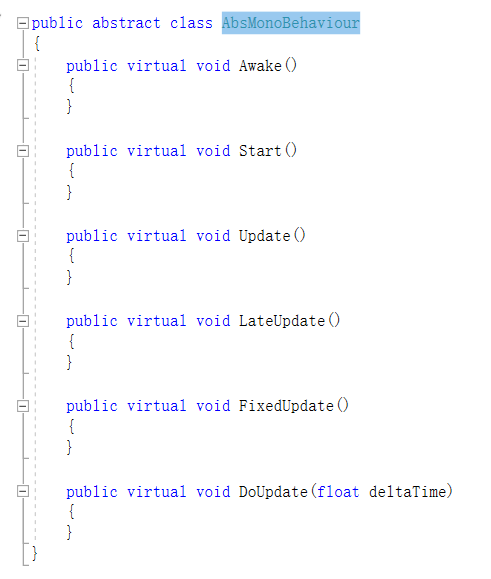 public abstract class AbsMonoBehaviour
{
    public virtual void Awake()
    {
    }

    public virtual void Start()
    {
    }

    public virtual void Update()
    {
    }

    public virtual void LateUpdate()
    {
    }

    public virtual void FixedUpdate()
    {
    }

    public virtual void DoUpdate(float deltaTime)
    {
    }
}